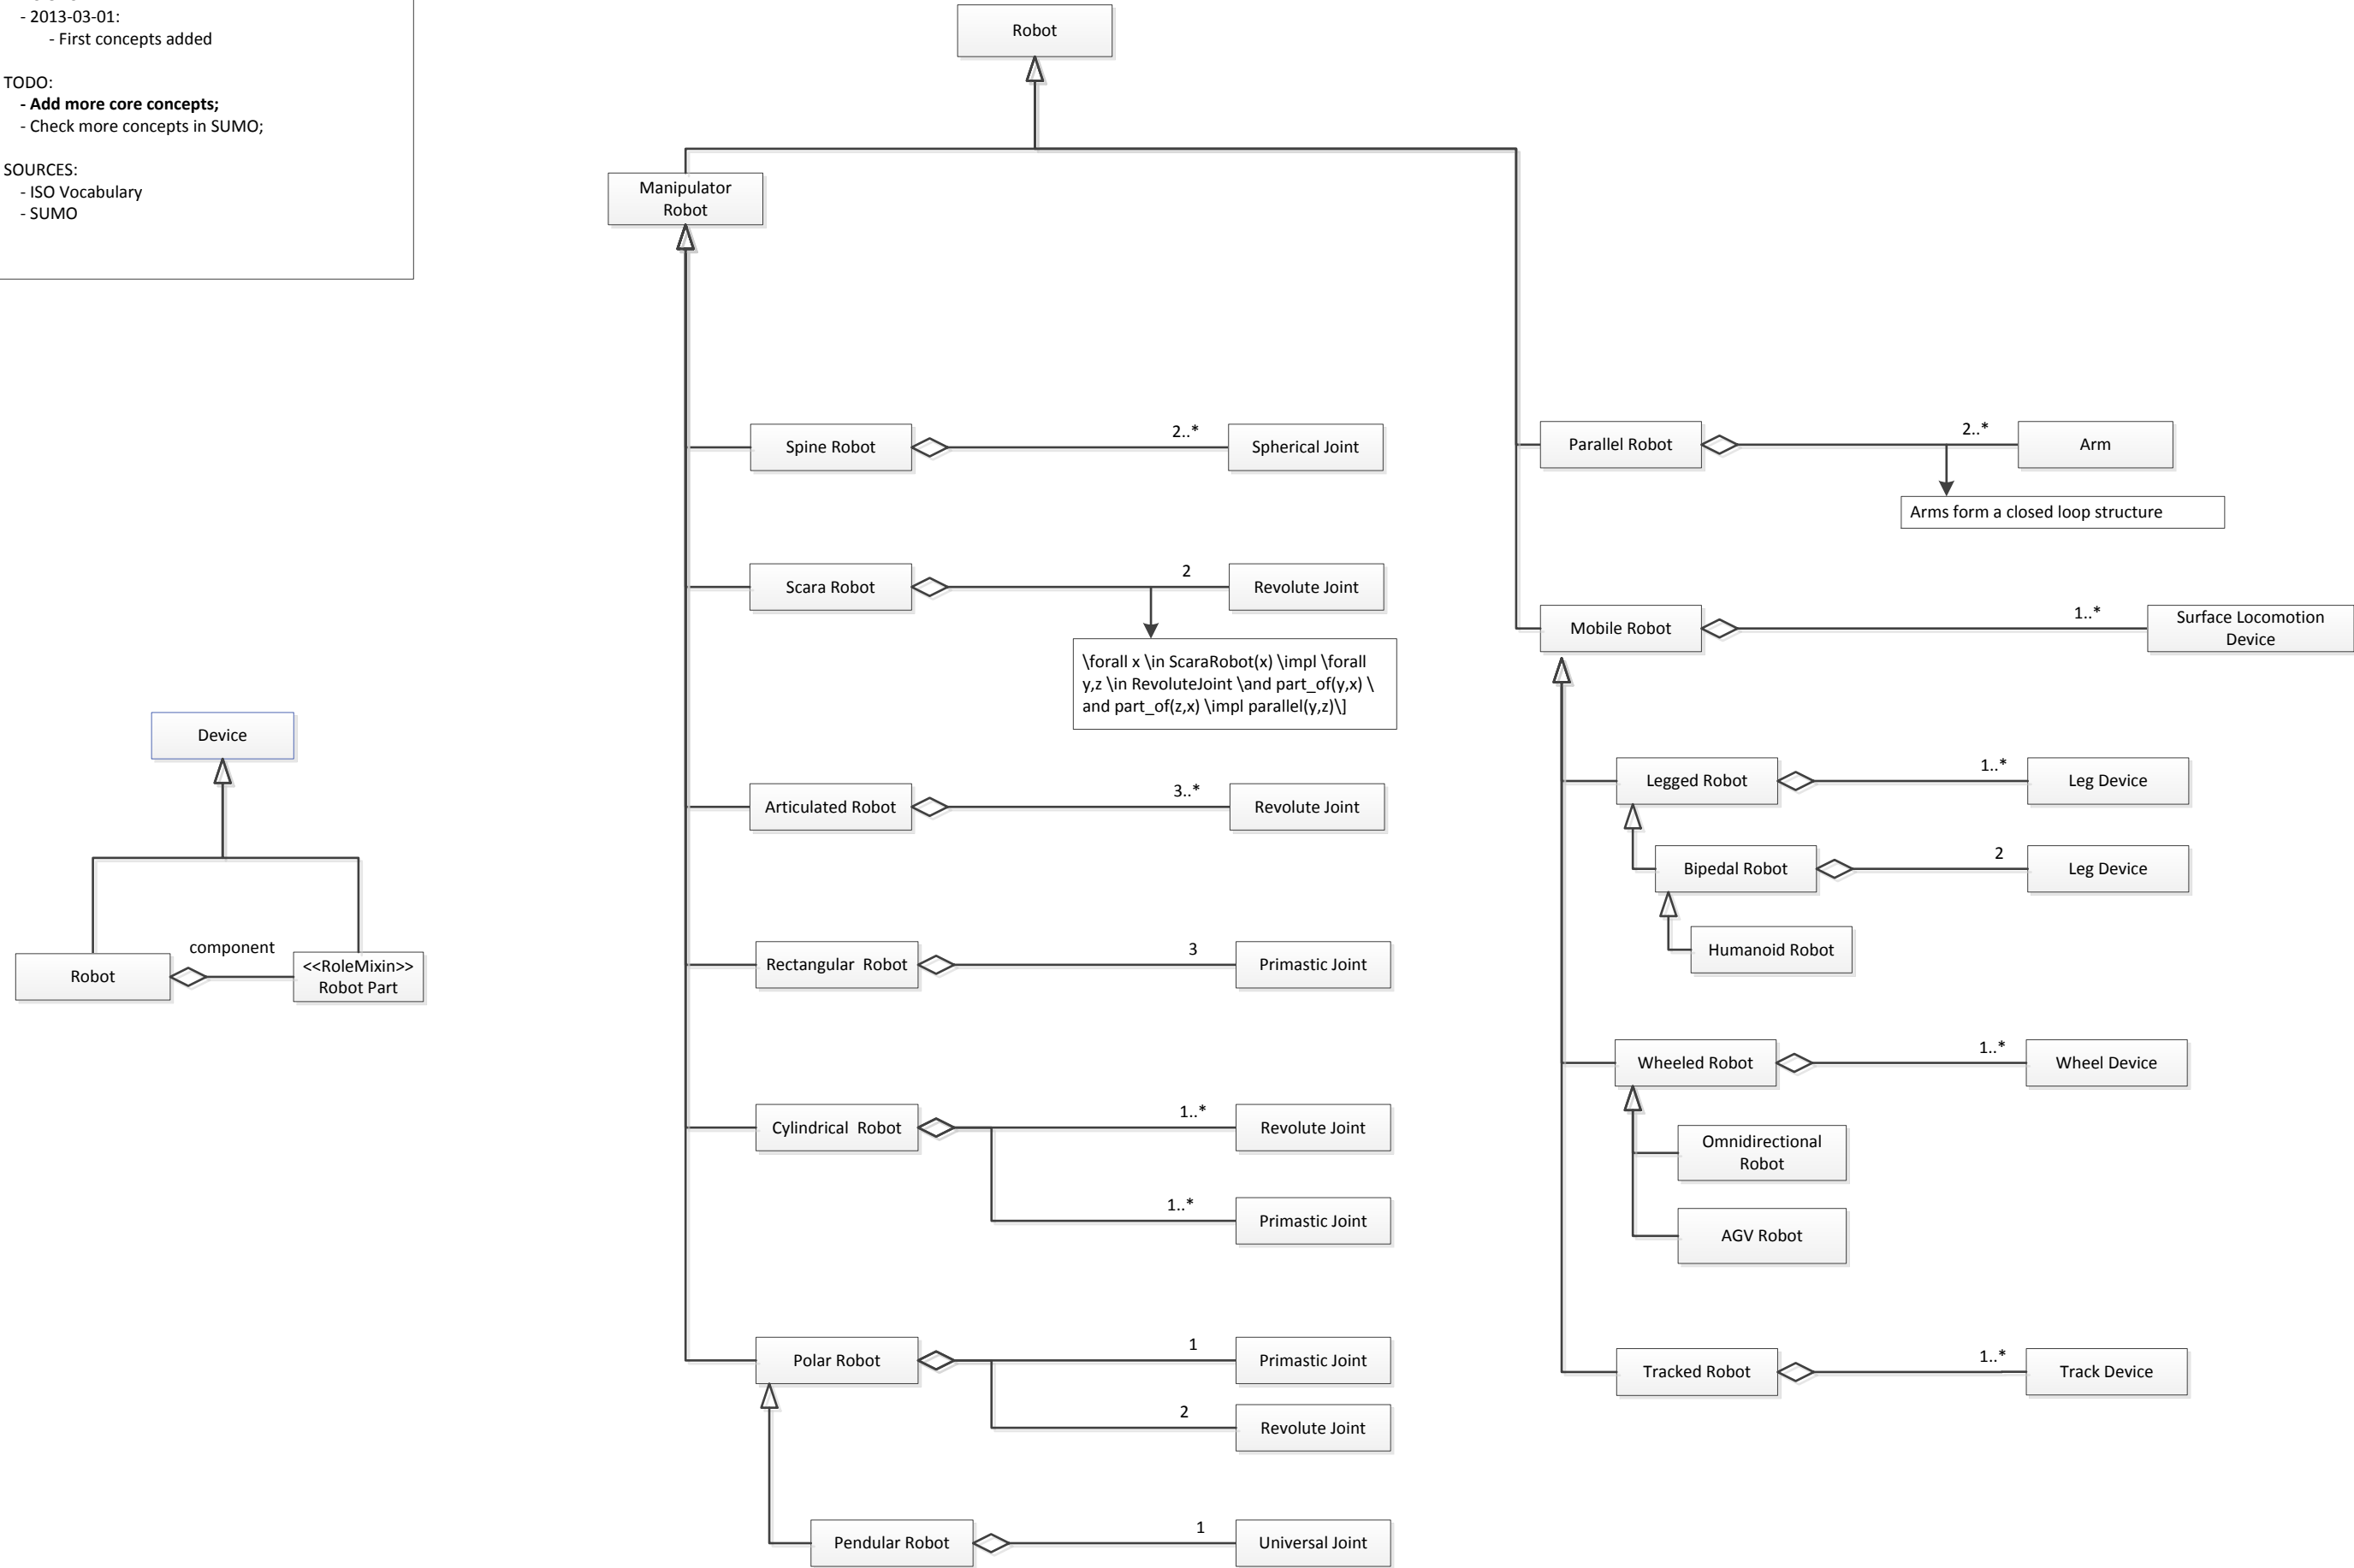 - 2013-03-01:
- First concepts added
TODO:
- Add more core concepts;
- Check more concepts in SUMO;
SOURCES:
- ISO Vocabulary
- SUMO
Robot
Manipulator
Robot
Spine Robot
2..*
Spherical Joint
Parallel Robot
2..*
Arm
Arms form a closed loop structure
Scara Robot
2
Revolute Joint
\forall x \in ScaraRobot(x) \impl \forall
y,z \in RevoluteJoint \and part_of(y,x) \
and part_of(z,x) \impl parallel(y,z)\]
Mobile Robot
1..*
Surface Locomotion
Device
Device
Robot
component
<<RoleMixin>>
Robot Part
Articulated Robot
3..*
Revolute Joint
Legged Robot
1..*
Leg Device
Bipedal Robot
2
Leg Device
Humanoid Robot
Rectangular  Robot
3
Primastic Joint
Cylindrical  Robot
1..*
Revolute Joint
1..*
Primastic Joint
Wheeled Robot
1..*
Wheel Device
Omnidirectional
Robot
AGV Robot
Polar Robot
1
Primastic Joint
2
Revolute Joint
Tracked Robot
1..*
Track Device
Pendular Robot
1
Universal Joint